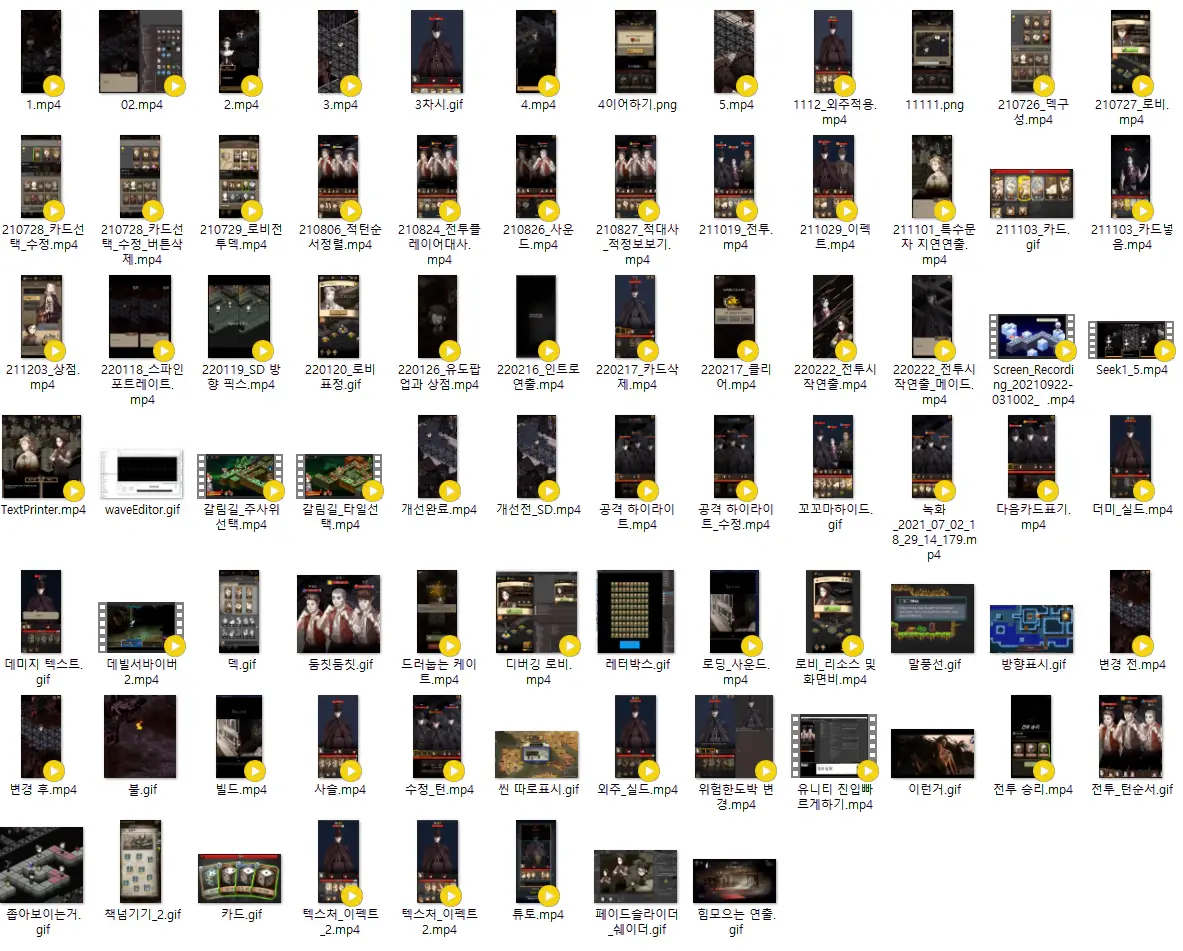 1.mp4
02.mp4
2.mp4
3.mp4
3차시.gif
4.mp4
4이어하기.png
5.mp4
1112_외주적용.
mp4
11111.png
210726_덱구
성.mp4
210727_로비.
mp4
210728_카드선
택_수정.mp4
210728_카드선
택_수정_버튼삭
제.mp4
210729_로비전
투덱.mp4
210806_적턴순
서정렬.mp4
210824_전투플
레이어대사.
mp4
210826_사운
드.mp4
210827_적대사
_적정보보기.
mp4
211019_전투.
mp4
211029_이펙
트.mp4
211101_특수문
자 지연연출.mp4
211103_카드.
gif
211103_카드넣
음.mp4
211203_상점.
mp4
220118_스파인
포트레이트.
mp4
220119_SD 방
향 픽스.mp4
220120_로비
표정.gif
220126_유도팝
업과 상점.mp4
220216_인트로
연출.mp4
220217_카드삭
제.mp4
220217_클리
어.mp4
220222_전투시
작연출.mp4
220222_전투시
작연출_메이드.
mp4
Screen_Recordi
ng_20210922-
031002_ .mp4
Seek1_5.mp4
TextPrinter.mp4
waveEditor.gif
갈림길_주사위
선택.mp4
갈림길_타일선
택.mp4
개선완료.mp4
개선전_SD.mp4
공격 하이라이
트.mp4
공격 하이라이
트_수정.mp4
꼬꼬마하이드.
gif
녹화
_2021_07_02_1
8_29_14_179.m
p4
다음카드표기.
mp4
더미_실드.mp4
데미지 텍스트.
gif
데빌서바이버
2.mp4
덱.gif
둠칫둠칫.gif
드러눕는 케이
트.mp4
디버깅 로비.
mp4
레터박스.gif
로딩_사운드.
mp4
로비_리소스 및
화면비.mp4
말풍선.gif
방향표시.gif
변경 전.mp4
변경 후.mp4
불.gif
빌드.mp4
사슬.mp4
수정_턴.mp4
씬 따로표시.gif
외주_실드.mp4
위험한도박 변
경.mp4
유니티 진입빠
르게하기.mp4
이런거.gif
전투 승리.mp4
전투_턴순서.gif
좁아보이는거.
gif
책넘기기_2.gif
카드.gif
텍스처_이펙트
_2.mp4
텍스처_이펙트
2.mp4
튜토.mp4
페이드슬라이더
_쉐이더.gif
힘모으는 연출.
gif